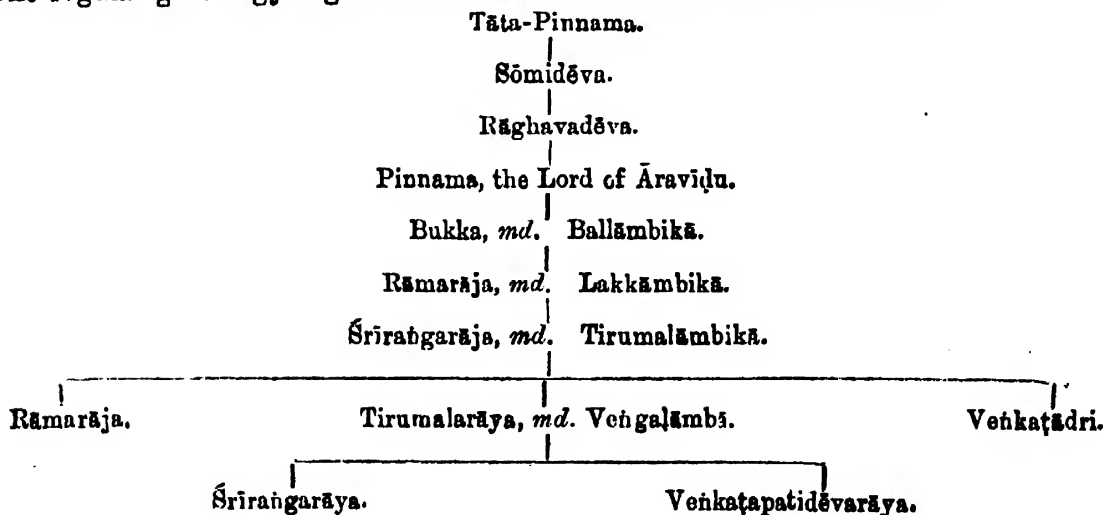 Tāta-Pinnama.
Sōmidēva.
Rāghavadēva.
Pinnama, the Lord of Āravīḍu.
Bukka, md. Ballāmbikā.
Rāmarāja, md. Lakkāmbikā.
Śrīraṅgarāja, md. Tirumalāmbikā.
Rāmarāja. Tirumalarāya, md. Veṅgaḷāmbā. Veṅkaṭādri.
Śrīraṅgarāya. Veṅkaṭapatidēvarāya.